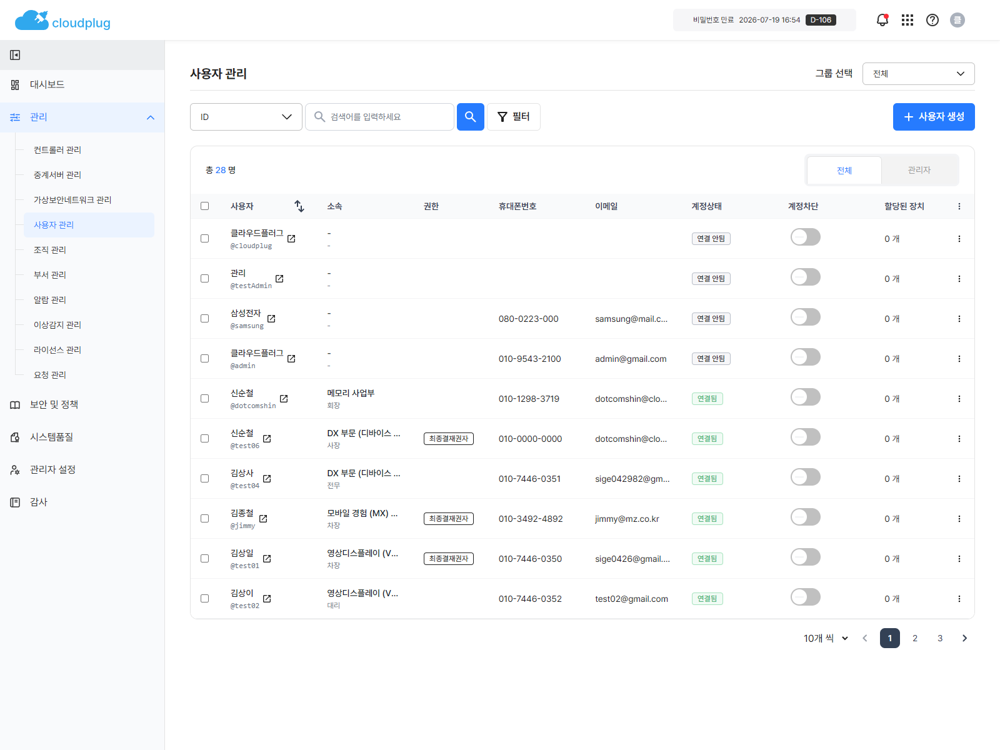 cloudplug
비밀번호 만료 2026-07-19 16:54 D-106
클
대시보드
관리
컨트롤러 관리
중계서버 관리
가상보안네트워크 관리
사용자 관리
조직 관리
부서 관리
알람 관리
이상감지 관리
라이선스 관리
요청 관리
보안 및 정책
시스템품질
관리자 설정
감사
사용자 관리
그룹 선택 전체
ID 검색어를 입력하세요 필터 사용자 생성
총 28 명
전체 관리자
사용자 소속 권한 휴대폰번호 이메일 계정상태 계정차단 할당된 장치
클라우드플러그 - 연결 안됨 0 개
@cloudplug -
관리 - 연결 안됨 0 개
@testAdmin -
삼성전자 - 080-0223-000 samsung@mail.c... 연결 안됨 0 개
@samsung -
클라우드플러그 - 010-9543-2100 admin@gmail.com 연결 안됨 0 개
@admin -
신순철 메모리 사업부 010-1298-3719 dotcomshin@clo... 연결됨 0 개
@dotcomshin 회장
신순철 DX 부문 (디바이스 ... 최종결재권자 010-0000-0000 dotcomshin@clo... 연결됨 0 개
@test06 사장
김상사 DX 부문 (디바이스 ... 010-7446-0351 sige042982@gm... 연결됨 0 개
@test04 전무
김종철 모바일 경험 (MX) ... 최종결재권자 010-3492-4892 jimmy@mz.co.kr 연결됨 0 개
@jimmy 차장
김상일 영상디스플레이 (V... 최종결재권자 010-7446-0350 sige0426@gmail.... 연결됨 0 개
@test01 차장
김상이 영상디스플레이 (V... 010-7446-0352 test02@gmail.com 연결됨 0 개
@test02 대리
10개 씩 1 2 3